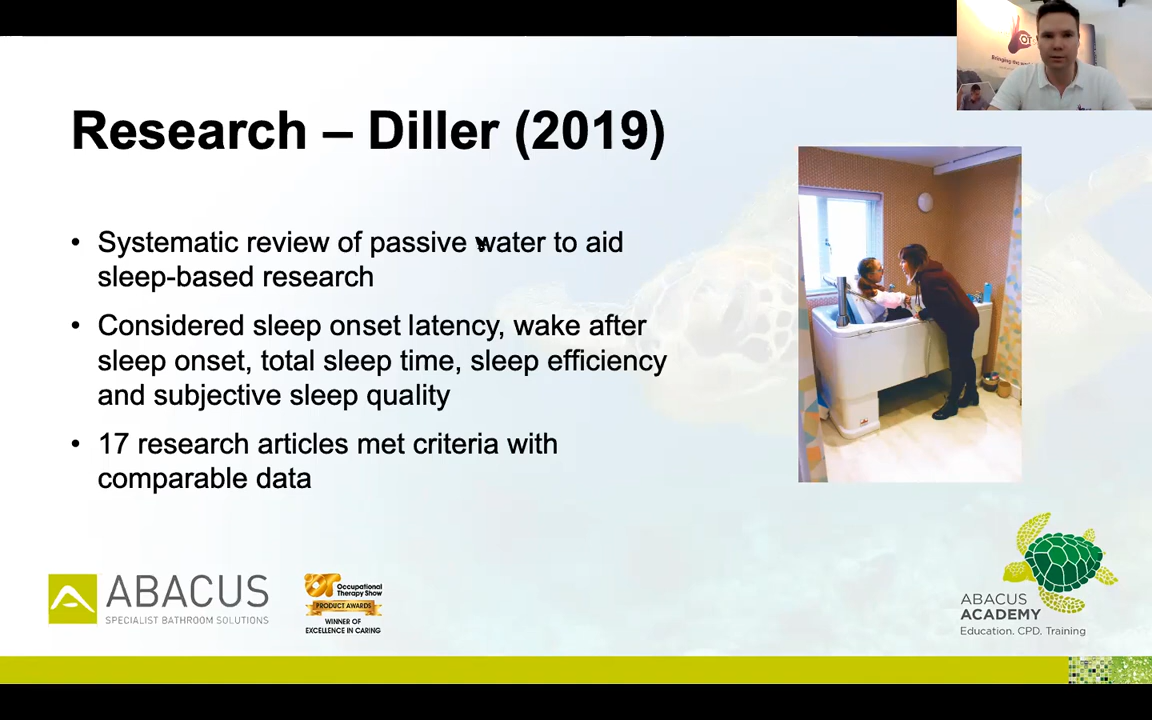 Research – Diller (2019)
• Systematic review of passive water to aid
sleep-based research
• Considered sleep onset latency, wake after
sleep onset, total sleep time, sleep efficiency
and subjective sleep quality
• 17 research articles met criteria with
comparable data
ABACUS
SPECIALIST BATHROOM SOLUTIONS
Occupational
Therapy Show
PRODUCT AWARDS
WINNER OF
EXCELLENCE IN CARING
ABACUS
ACADEMY
Education. CPD. Training
OT
Bringing the